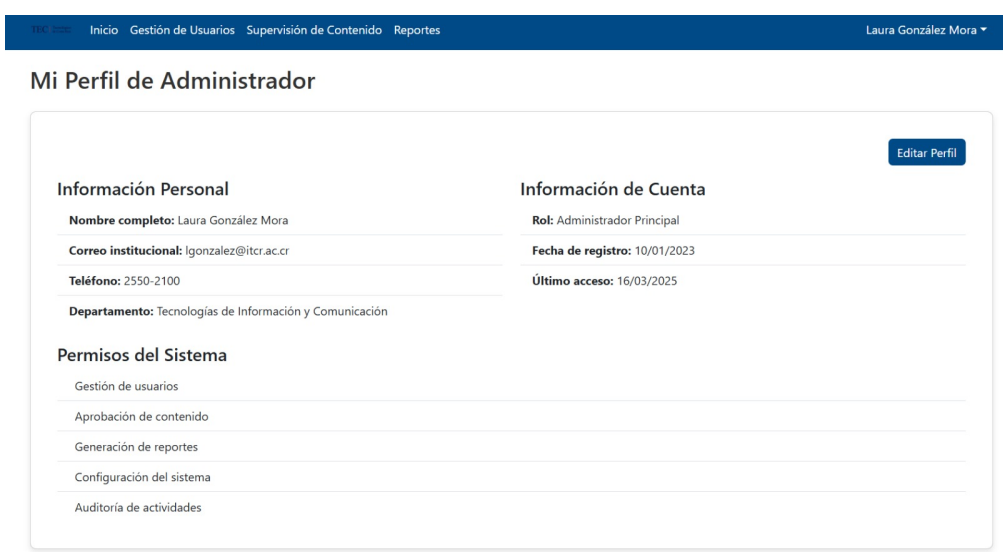 Inicio Gestión de Usuarios Supervisión de Contenido Reportes Laura González Mora
Mi Perfil de Administrador
Editar Perfil
Información Personal
Nombre completo: Laura González Mora
Correo institucional: lgonzalez@itcr.ac.cr
Teléfono: 2550-2100
Departamento: Tecnologías de Información y Comunicación
Información de Cuenta
Rol: Administrador Principal
Fecha de registro: 10/01/2023
Último acceso: 16/03/2025
Permisos del Sistema
Gestión de usuarios
Aprobación de contenido
Generación de reportes
Configuración del sistema
Auditoría de actividades